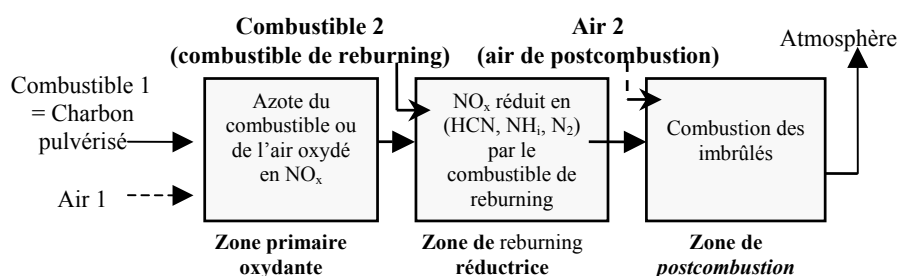 Combustible 2
(combustible de reburning)
Air 2
(air de postcombustion)
Atmosphère
Combustible 1
= Charbon
pulvérisé
Air 1
Azote du
combustible ou
de l’air oxydé
en NOx
NOx réduit en
(HCN, NHi, N2)
par le
combustible de
reburning
Combustion des
imbrûlés
Zone primaire
oxydante
Zone de reburning
réductrice
Zone de
postcombustion